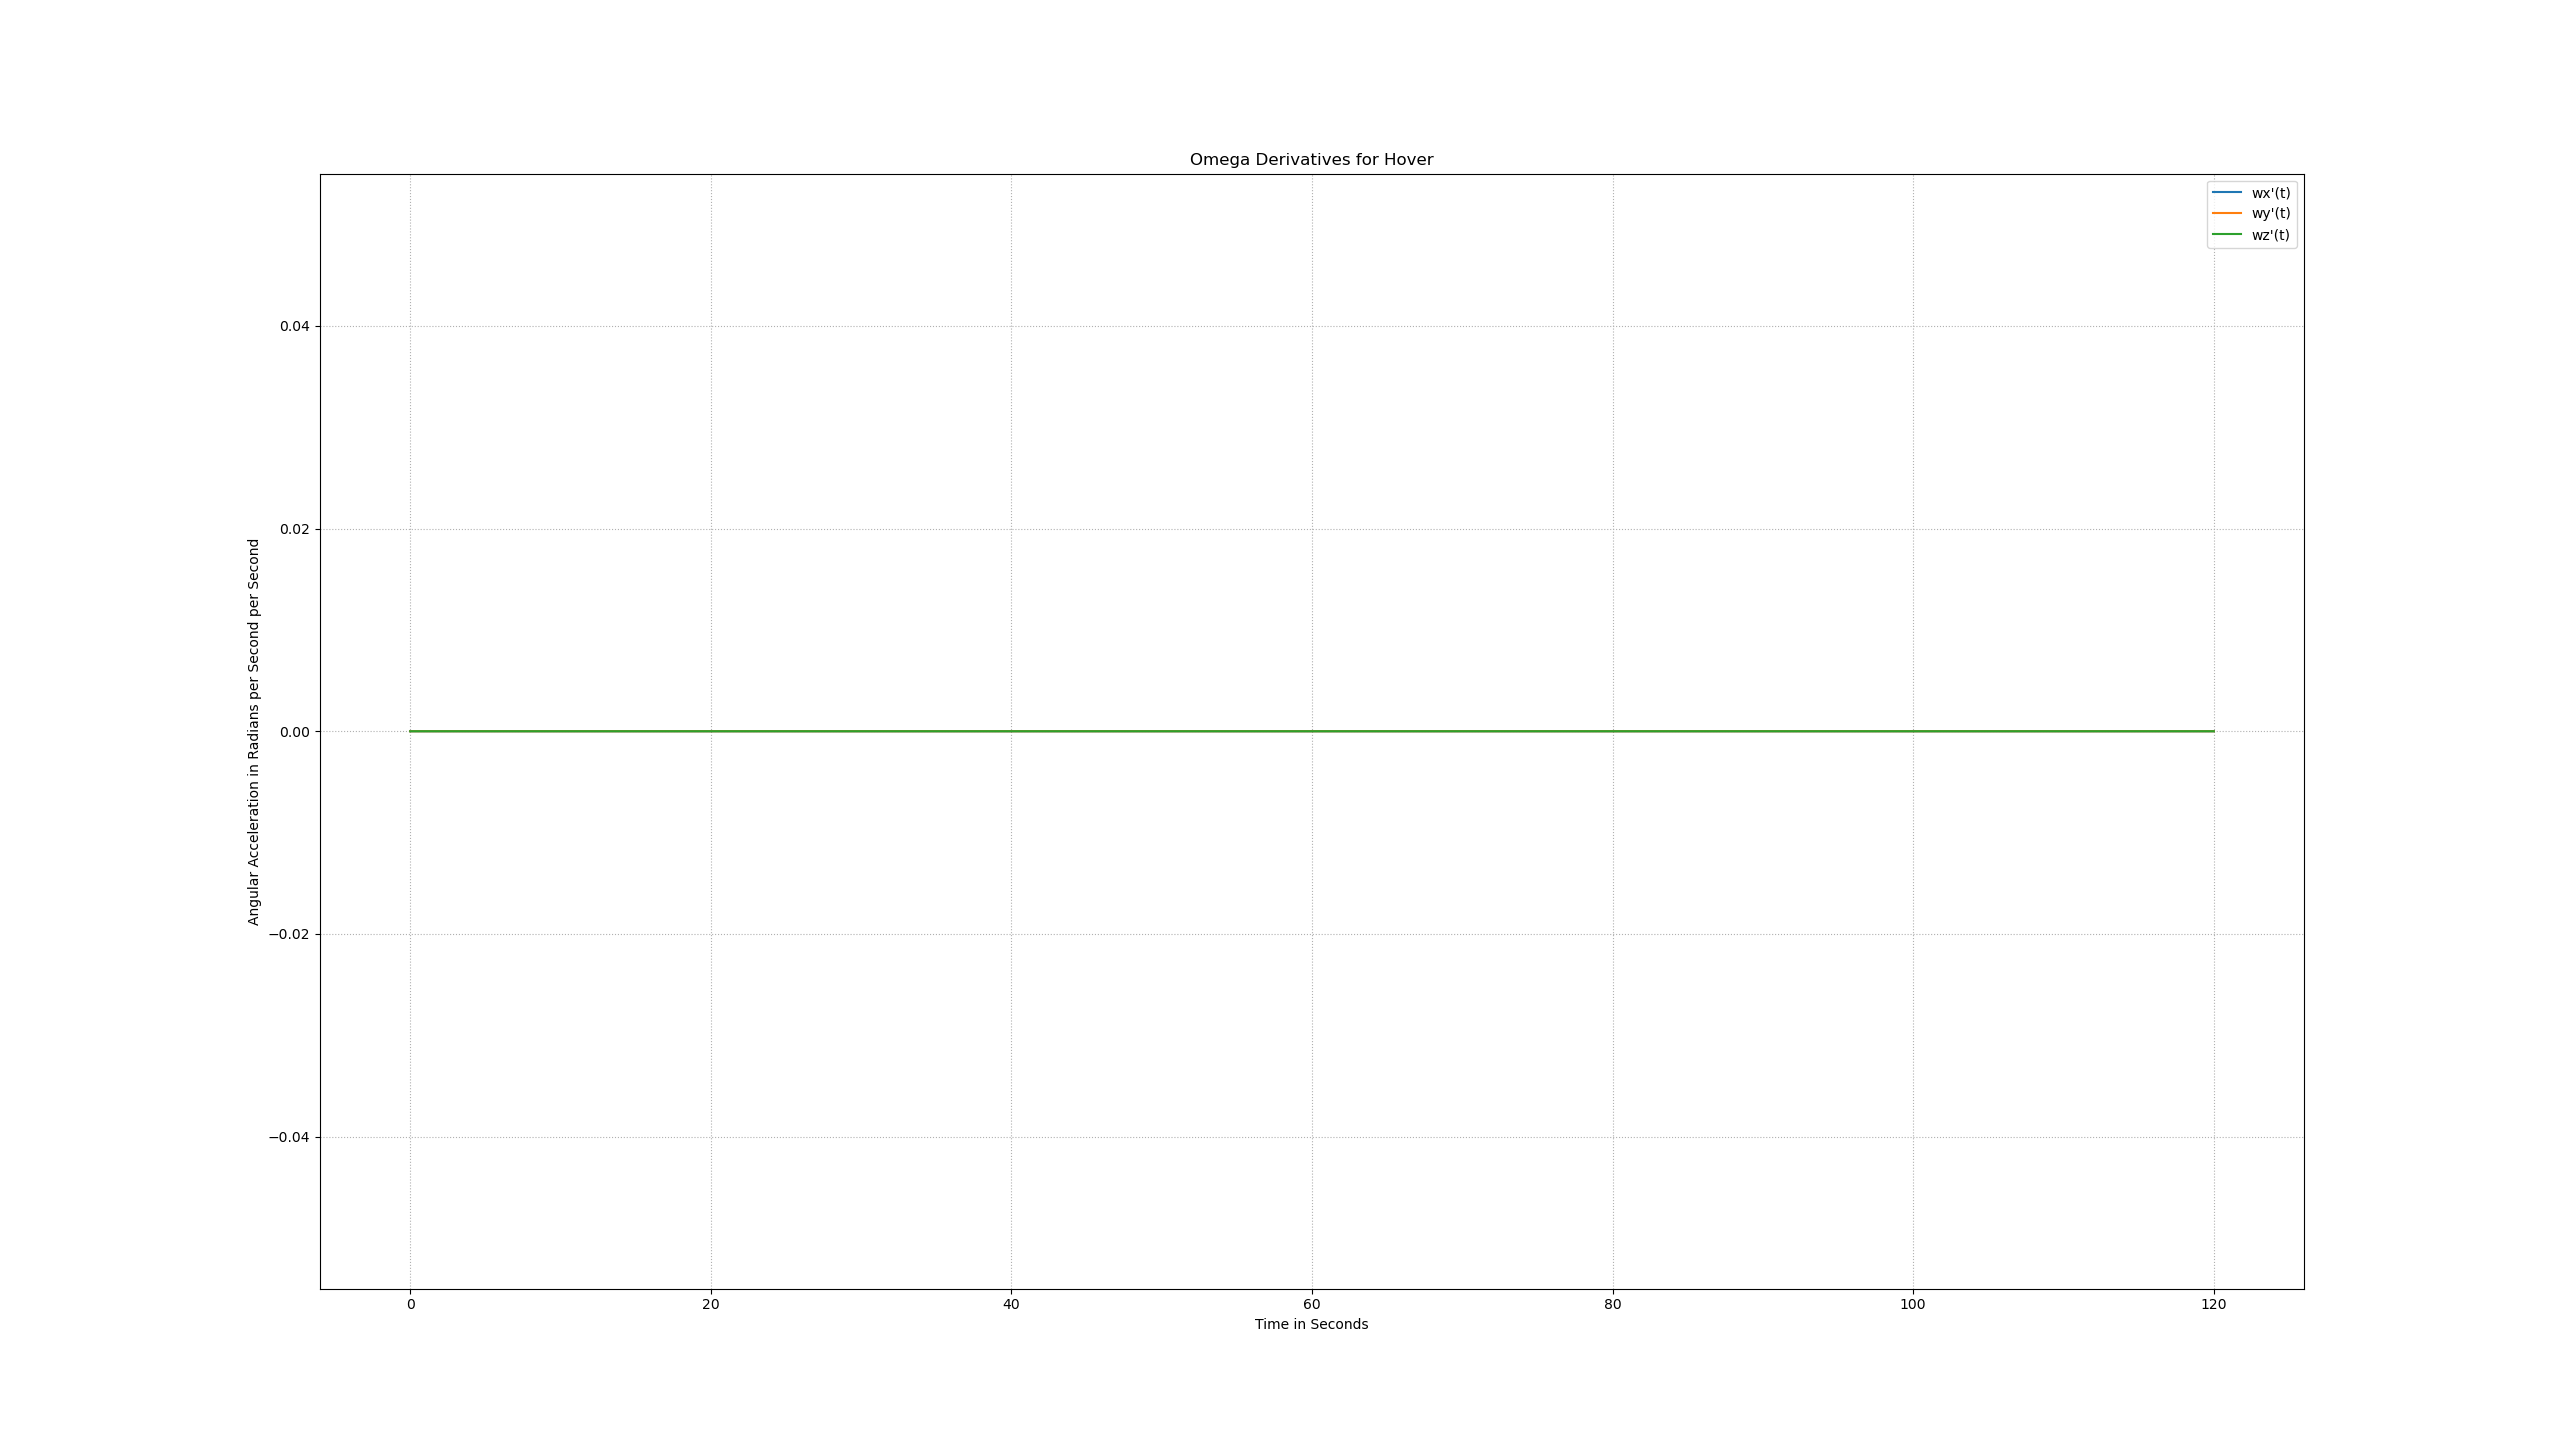 Omega Derivatives for Hover
wx'(t)
wy'(t)
wz'(t)
Angular Acceleration in Radians per Second per Second
0.04
0.02
0.00
−0.02
−0.04
0 20 40 60 80 100 120
Time in Seconds